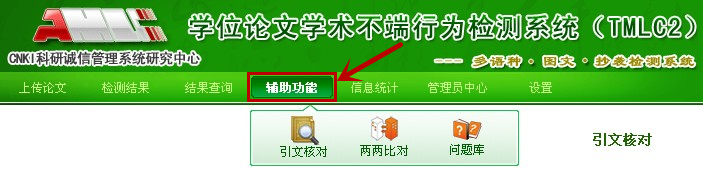 AMLC
学位论文学术不端行为检测系统（TMLC2）
CNKI科研诚信管理系统研究中心
--- 多语种·图文·抄袭检测系统
上传论文 检测结果 结果查询 辅助功能 信息统计 管理员中心 设置
引文核对 两两比对 问题库
引文核对